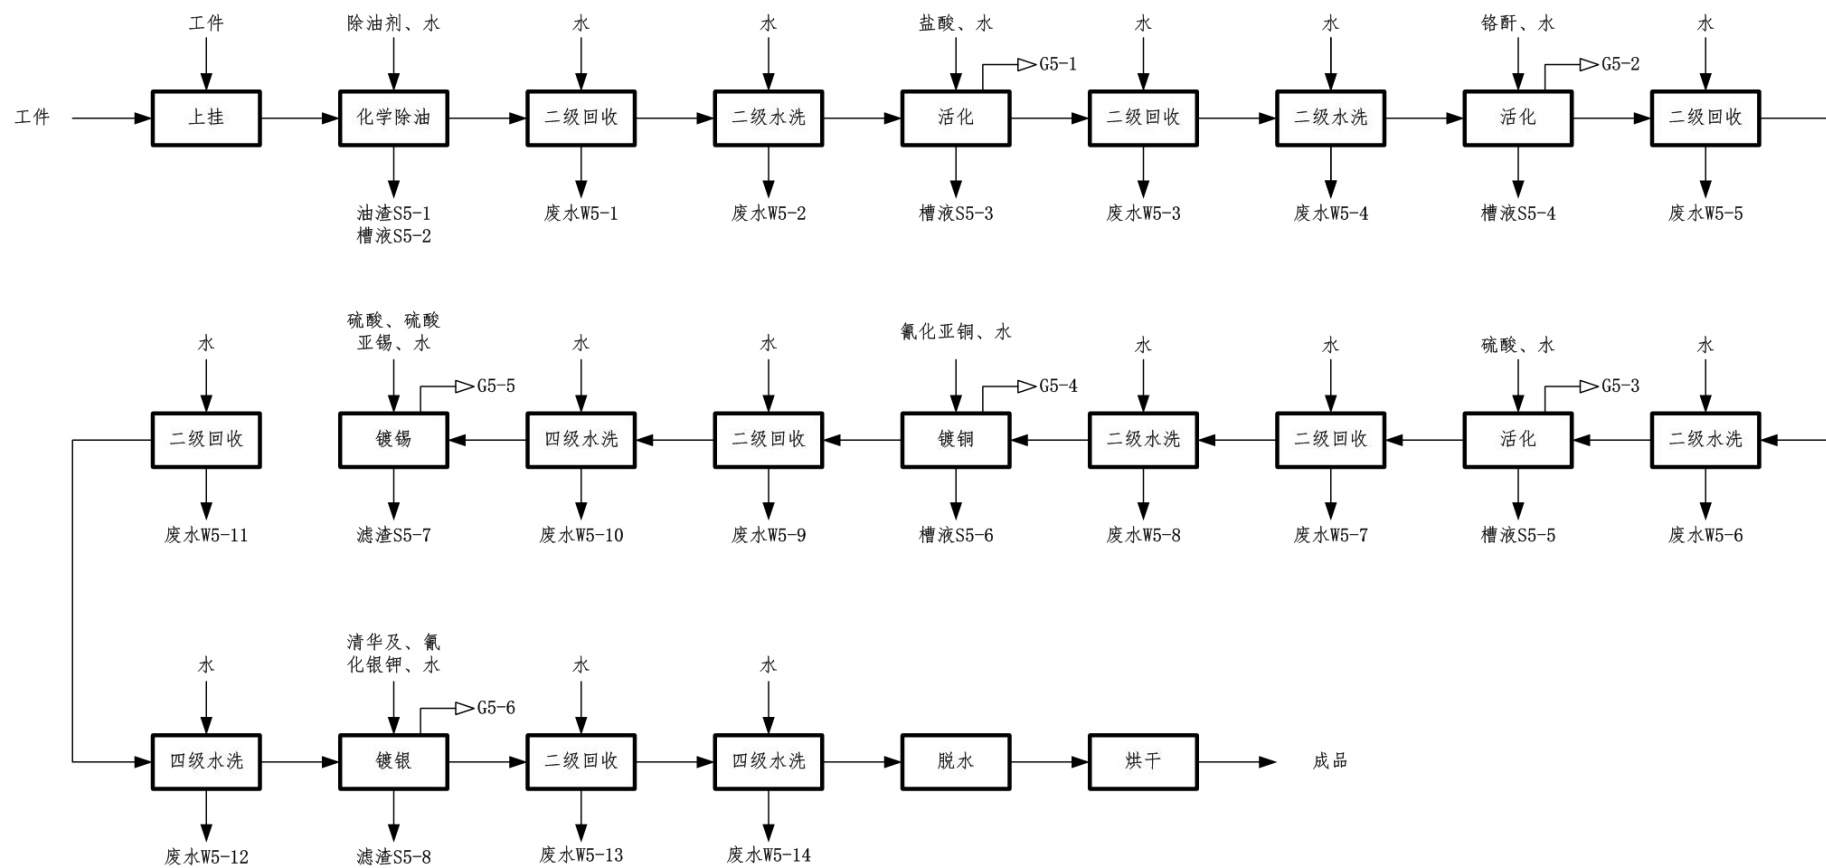 工件
除油剂、水
水
水
盐酸、水
水
水
铬酐、水
水
G5-1
G5-2
工件
上挂
化学除油
二级回收
二级水洗
活化
二级回收
二级水洗
活化
二级回收
油渣S5-1
槽液S5-2
废水W5-1
废水W5-2
槽液S5-3
废水W5-3
废水W5-4
槽液S5-4
废水W5-5
水
硫酸、硫酸
亚锡、水
水
水
氰化亚铜、水
水
水
硫酸、水
水
G5-5
G5-4
G5-3
二级回收
镀锡
四级水洗
二级回收
镀铜
二级水洗
二级回收
活化
二级水洗
废水W5-11
滤渣S5-7
废水W5-10
废水W5-9
槽液S5-6
废水W5-8
废水W5-7
槽液S5-5
废水W5-6
水
清华及、氰
化银钾、水
水
水
G5-6
四级水洗
镀银
二级回收
四级水洗
脱水
烘干
成品
废水W5-12
滤渣S5-8
废水W5-13
废水W5-14